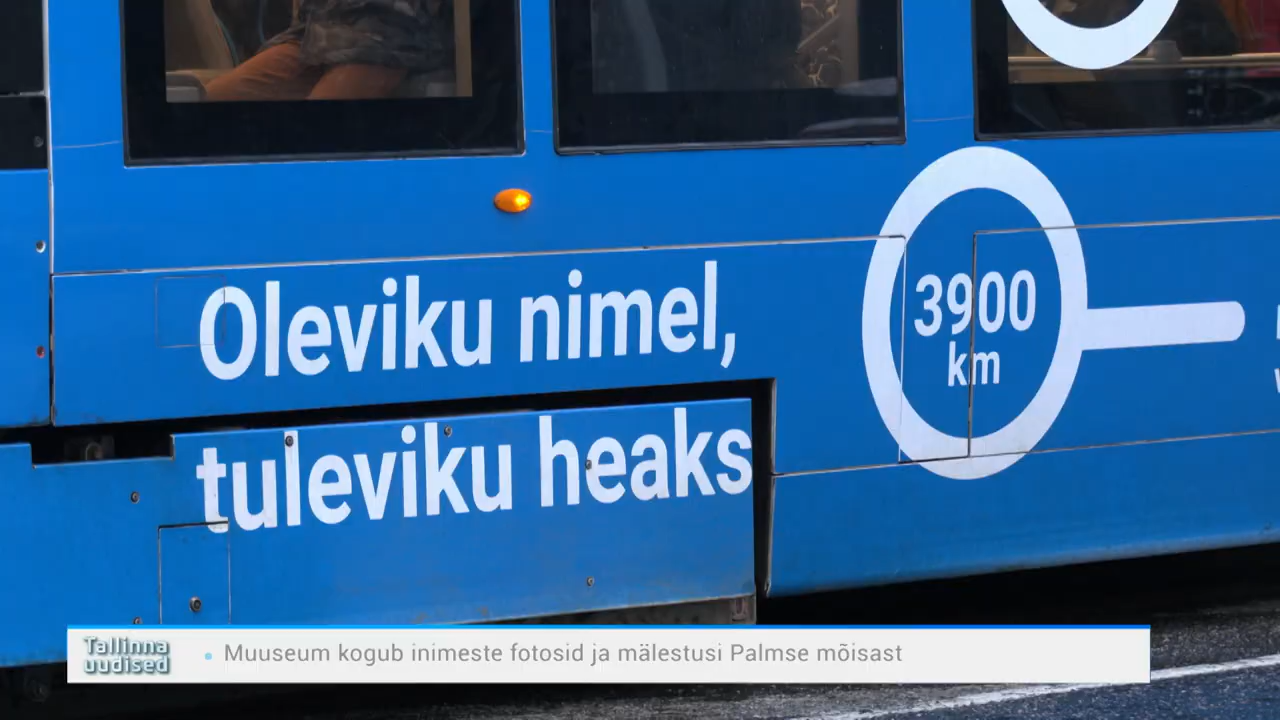 Oleviku nimel,
tuleviku heaks
3900
km
Tallinna
uudised
Muuseum kogub inimeste fotosid ja mälestusi Palmse mõisast